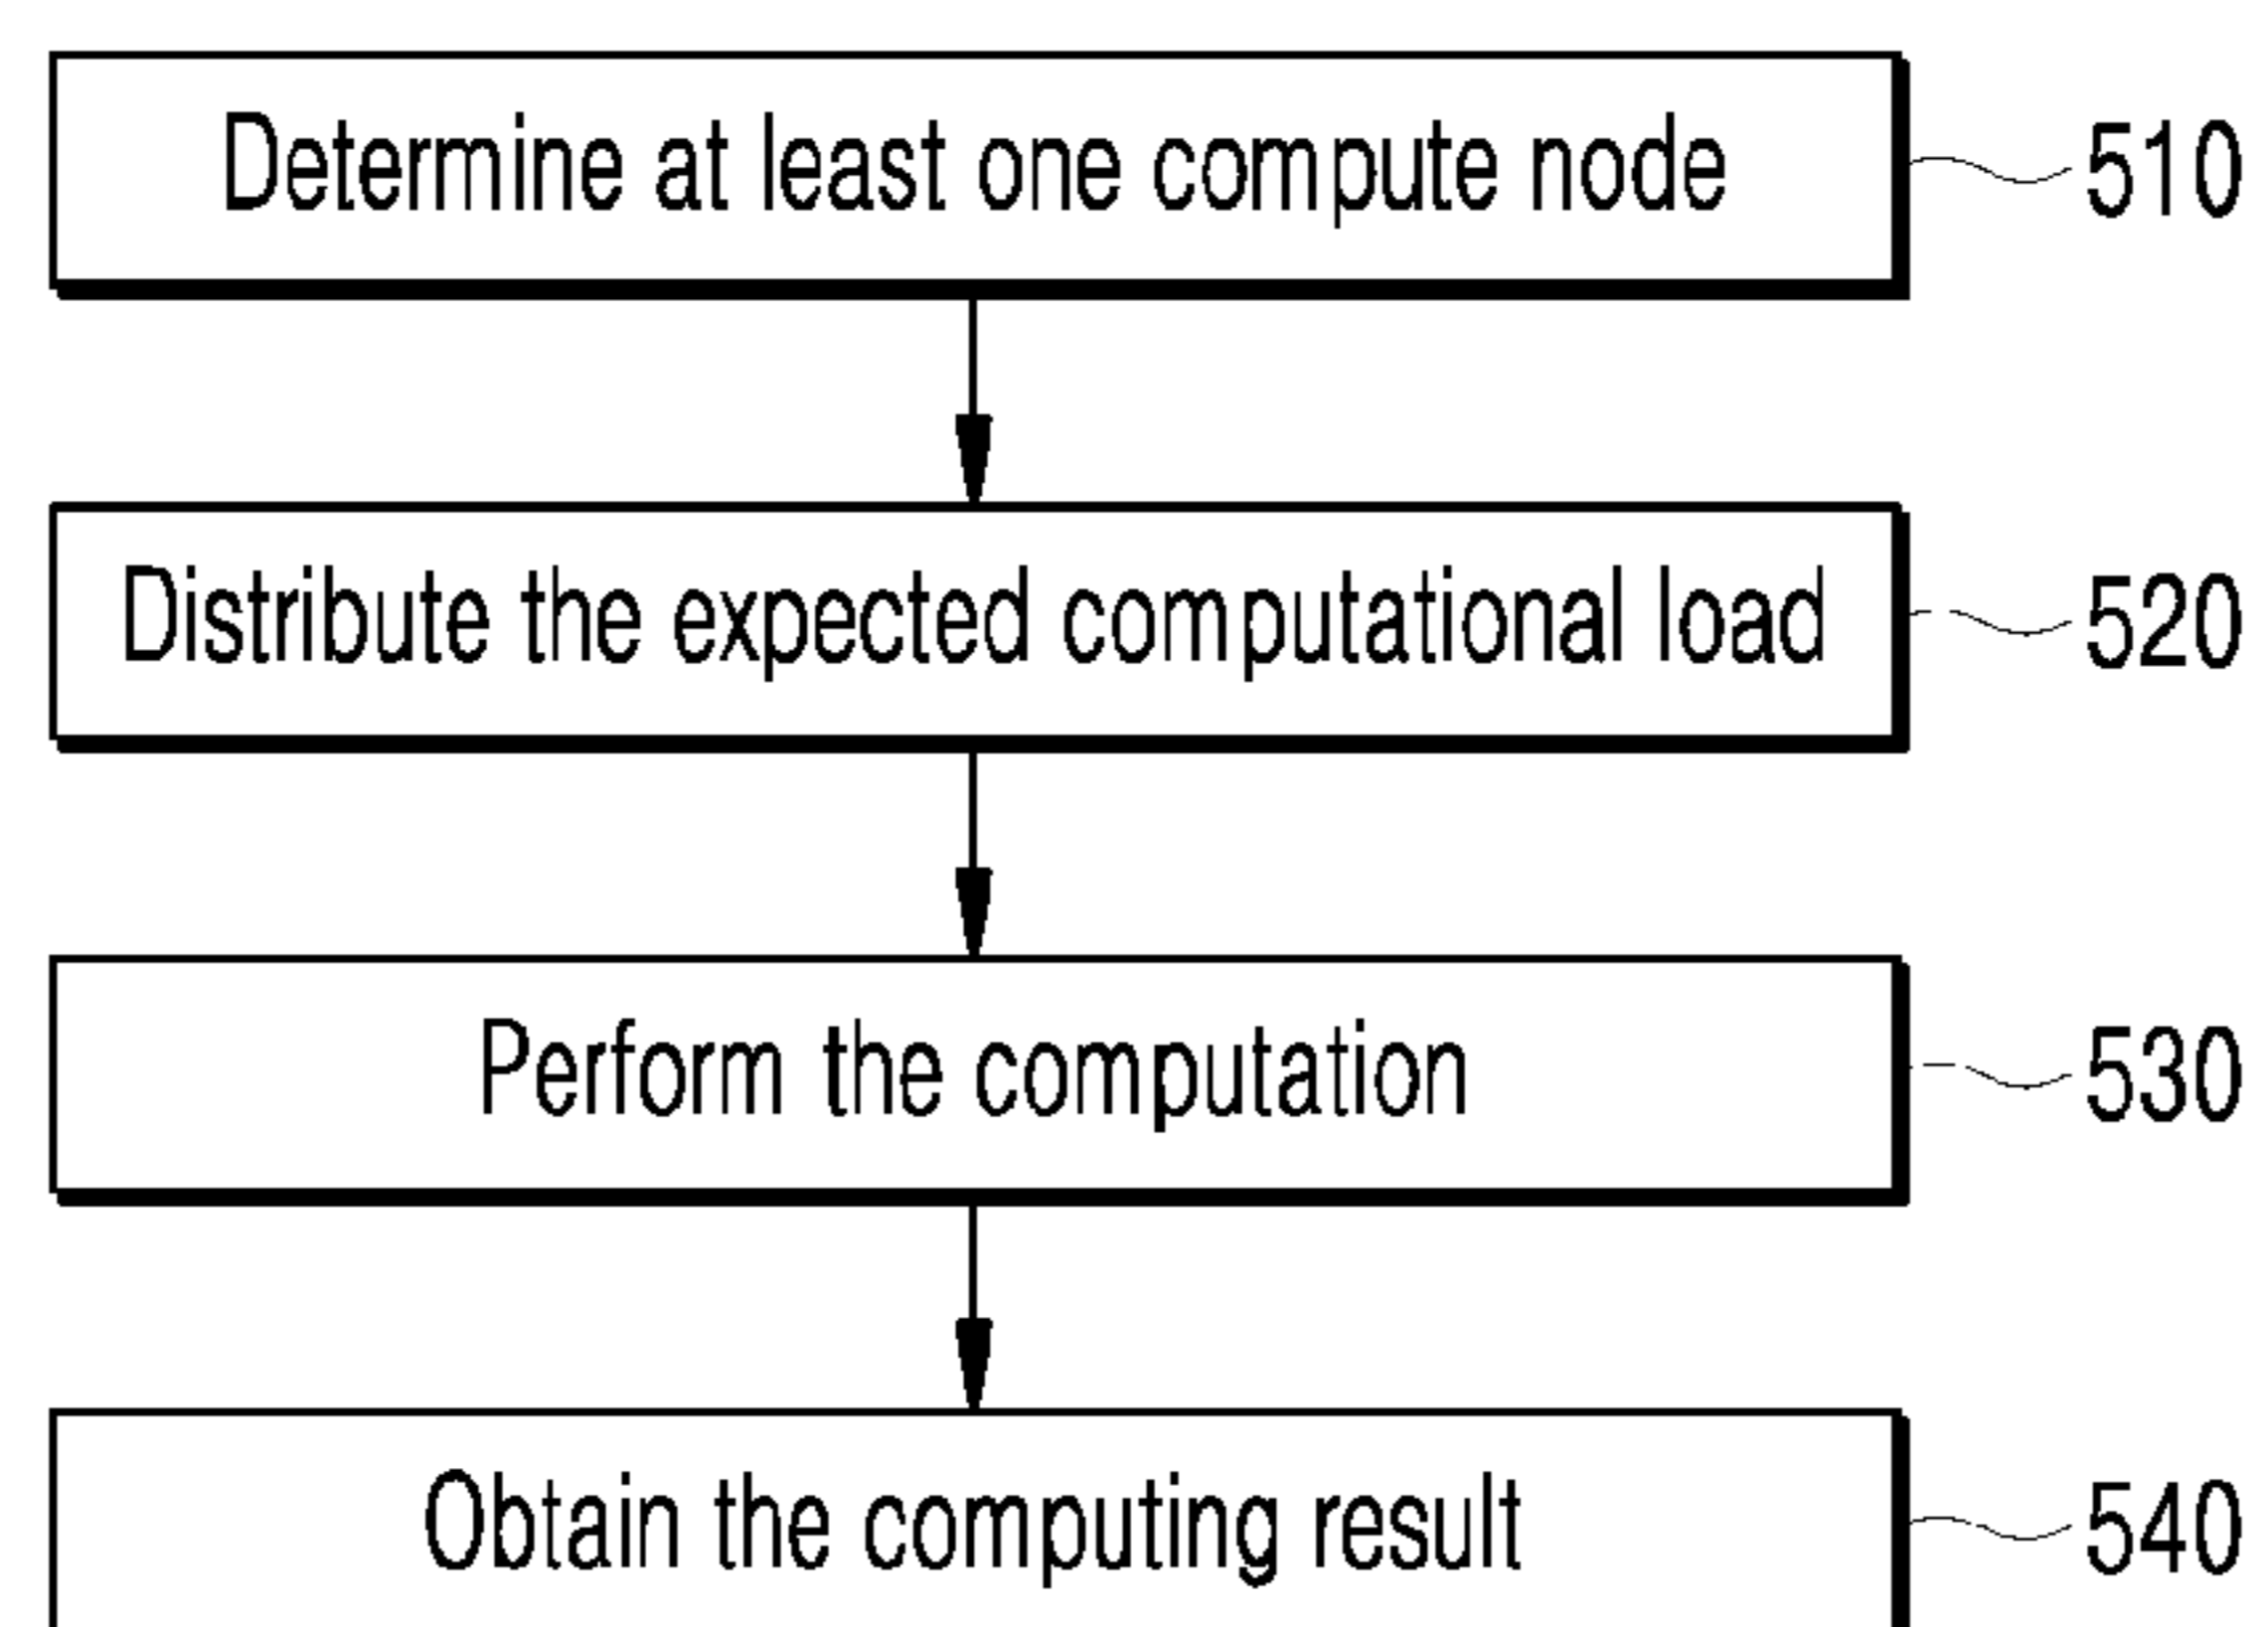 Determine at least one compute node 510
Distribute the expected computational load 520
Perform the computation 530
Obtain the computing result 540